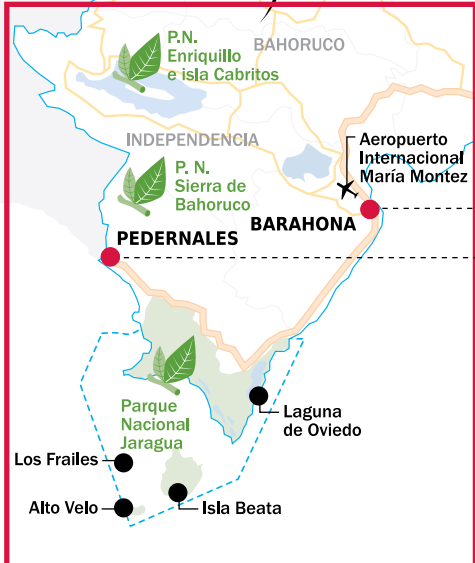 P.N.
Enriquillo
e isla Cabritos
BAHORUCO
INDEPENDENCIA
Aeropuerto
Internacional
María Montez
P. N.
Sierra de
Bahoruco
BARAHONA
PEDERNALES
Parque
Nacional
Jaragua
Laguna
de Oviedo
Los Frailes
Alto Velo
Isla Beata